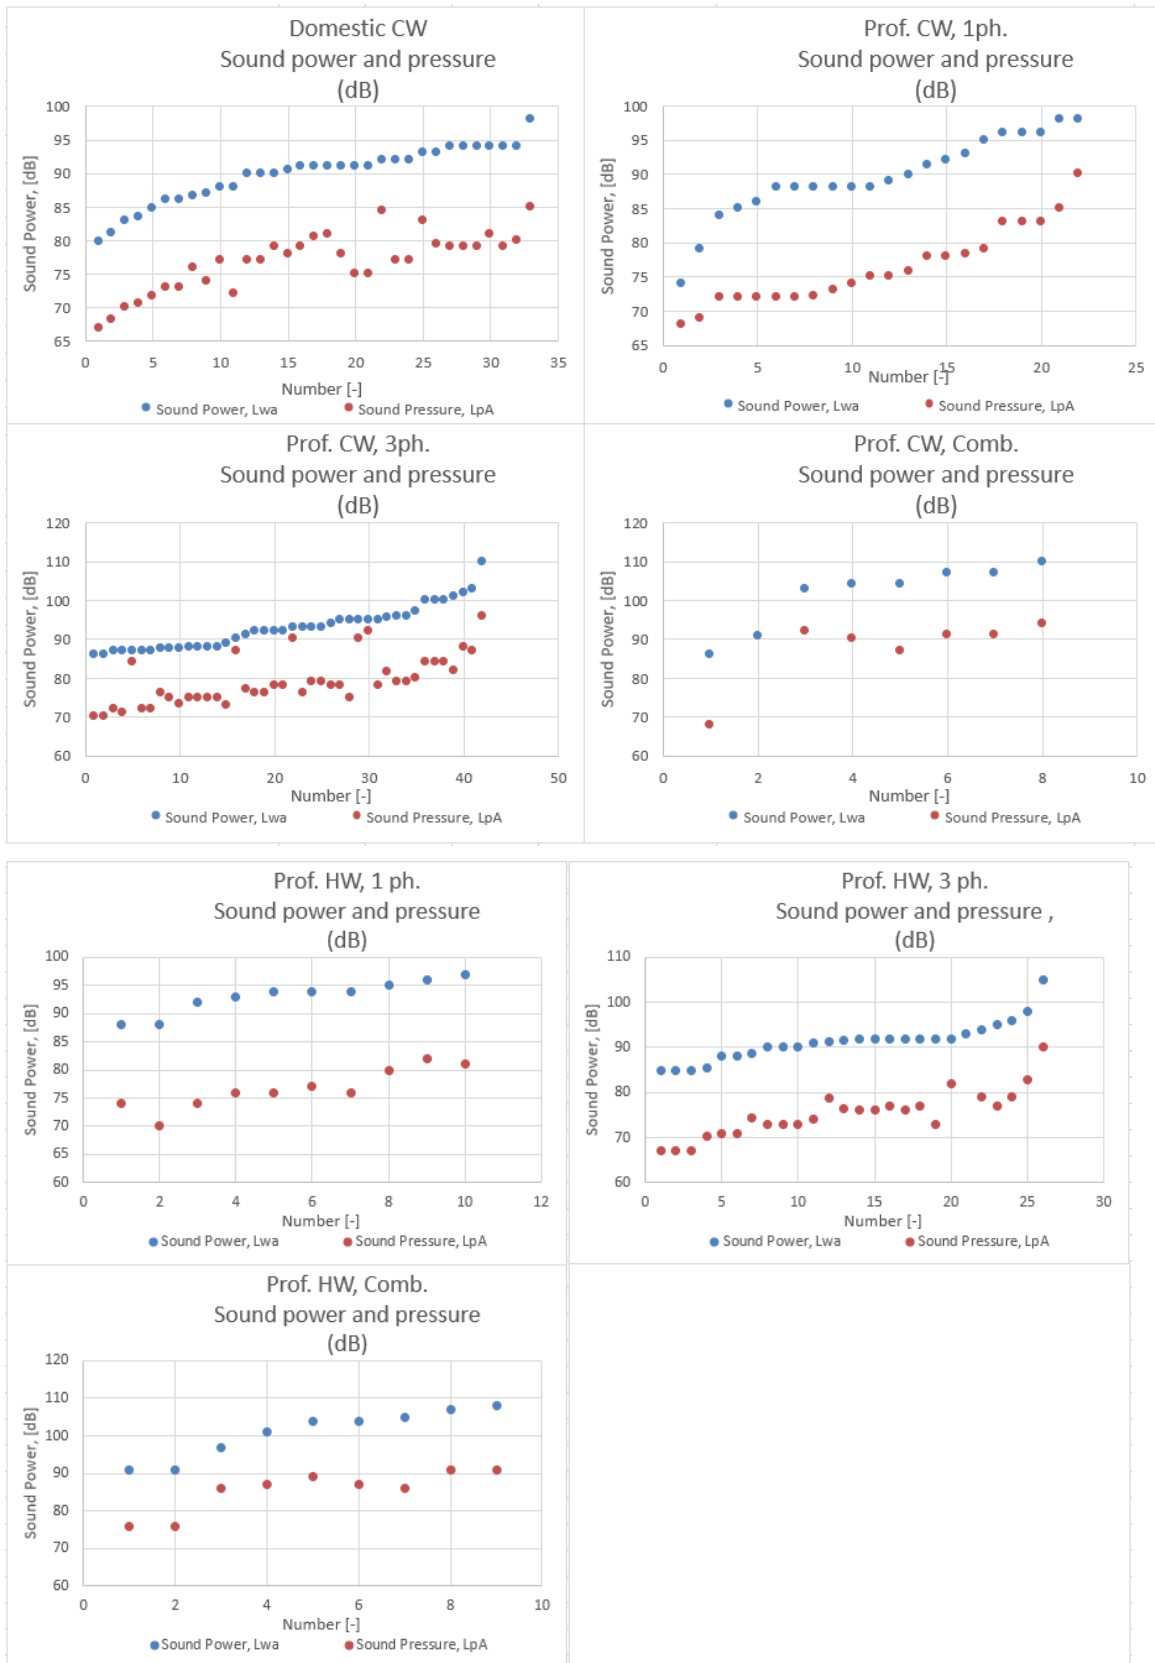 Domestic CW
Sound power and pressure
(dB)
Sound Power, [dB]
100
95
90
85
80
75
70
65
0 5 10 15 20 25 30 35
Number [-]
Sound Power, Lwa Sound Pressure, LpA
Prof. CW, 1ph.
Sound power and pressure
(dB)
Sound Power, [dB]
100
95
90
85
80
75
70
65
0 5 10 15 20 25
Number [-]
Sound Power, Lwa Sound Pressure, LpA
Prof. CW, 3ph.
Sound power and pressure
(dB)
Sound Power, [dB]
120
110
100
90
80
70
60
0 10 20 30 40 50
Number [-]
Sound Power, Lwa Sound Pressure, LpA
Prof. CW, Comb.
Sound power and pressure
(dB)
Sound Power, [dB]
120
110
100
90
80
70
60
0 2 4 6 8 10
Number [-]
Sound Power, Lwa Sound Pressure, LpA
Prof. HW, 1 ph.
Sound power and pressure
(dB)
Sound Power, [dB]
100
95
90
85
80
75
70
65
60
0 2 4 6 8 10 12
Number [-]
Sound Power, Lwa Sound Pressure, LpA
Prof. HW, 3 ph.
Sound power and pressure ,
(dB)
Sound Power, [dB]
110
100
90
80
70
60
0 5 10 15 20 25 30
Number [-]
Sound Power, Lwa Sound Pressure, LpA
Prof. HW, Comb.
Sound power and pressure
(dB)
Sound Power, [dB]
120
110
100
90
80
70
60
0 2 4 6 8 10
Number [-]
Sound Power, Lwa Sound Pressure, LpA